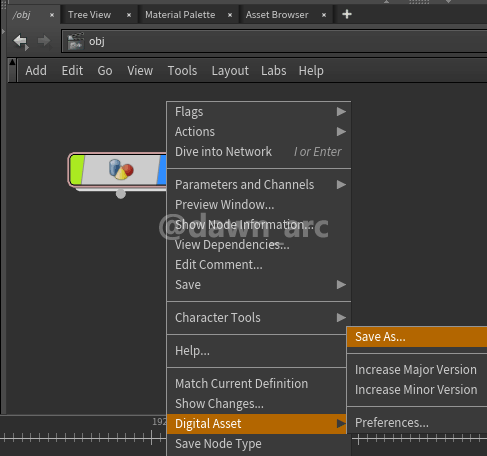 /obj × Tree View × Material Palette × Asset Browser × +
obj
Add Edit Go View Tools Layout Labs Help
Flags
Actions
Dive into Network I or Enter
Parameters and Channels
Preview Window...
Show Node Information...
@dawn_arc
View Dependencies...
Edit Comment...
Save
Character Tools
Save As...
Help...
Increase Major Version
Match Current Definition
Increase Minor Version
Show Changes...
Digital Asset
Preferences...
Save Node Type
192